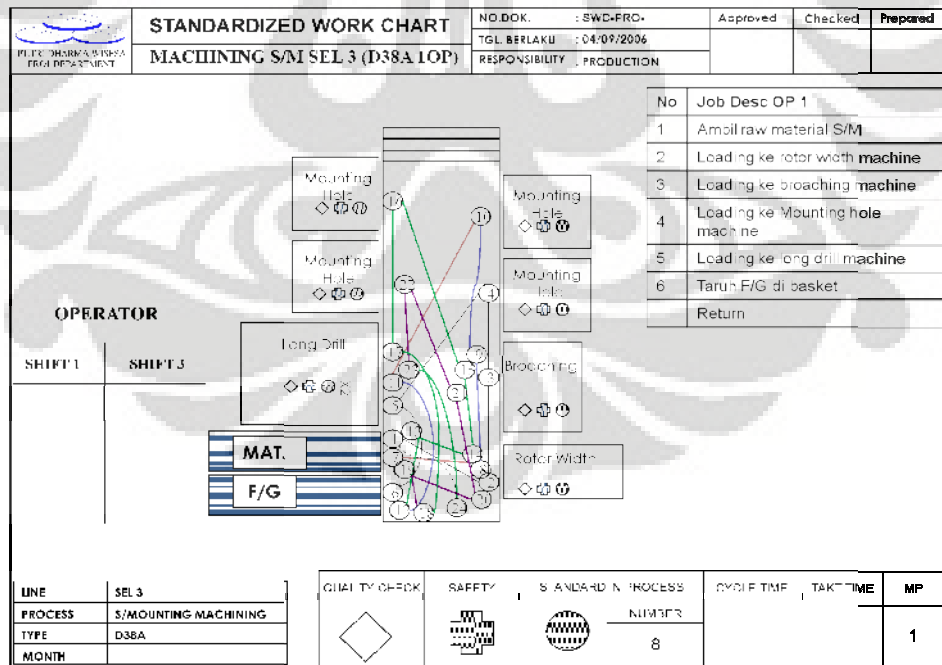 STANDARDIZED WORK CHART
MACHINING S/M SEL 3 (D38A 1OP)
NO.DOK. : SWC-PRO-
TGL. BERLAKU : 04/09/2006
RESPONSIBILITY : PRODUCTION
Approved Checked Prepared
No Job Desc OP 1
1 Ambil raw material S/M
2 Loading ke rotor width machine
3 Loading ke broaching machine
4 Loading ke Mounting hole
machine
5 Loading ke long drill machine
6 Taruh F/G di basket
Return
Mounting
Hole
Mounting
Hole
Mounting
Hole
Mounting
Hole
Long Drill
Broaching
Rotor Width
OPERATOR
SHIFT 1 SHIFT 3
MAT.
F/G
LINE SEL 3
PROCESS S/MOUNTING MACHINING
TYPE D38A
MONTH
QUALITY CHECK SAFETY STANDARD IN PROCESS CYCLE TIME TAKT TIME MP
NUMBER
8
1